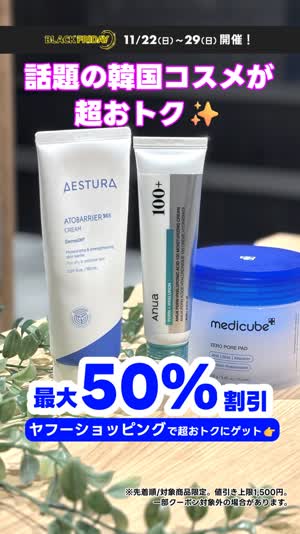 BLACK FRIDAY 11/22(日)~29(日)開催！
話題の韓国コスメが
超おトク✨
AESTURA
ATOBARRIER 365
CREAM
100+
Anua
medicube
ZERO PORE PAD
最大50%割引
ヤフーショッピングで超おトクにゲット👉
※先着順/対象商品限定。値引き上限1,500円。
一部クーポン対象外の場合があります。